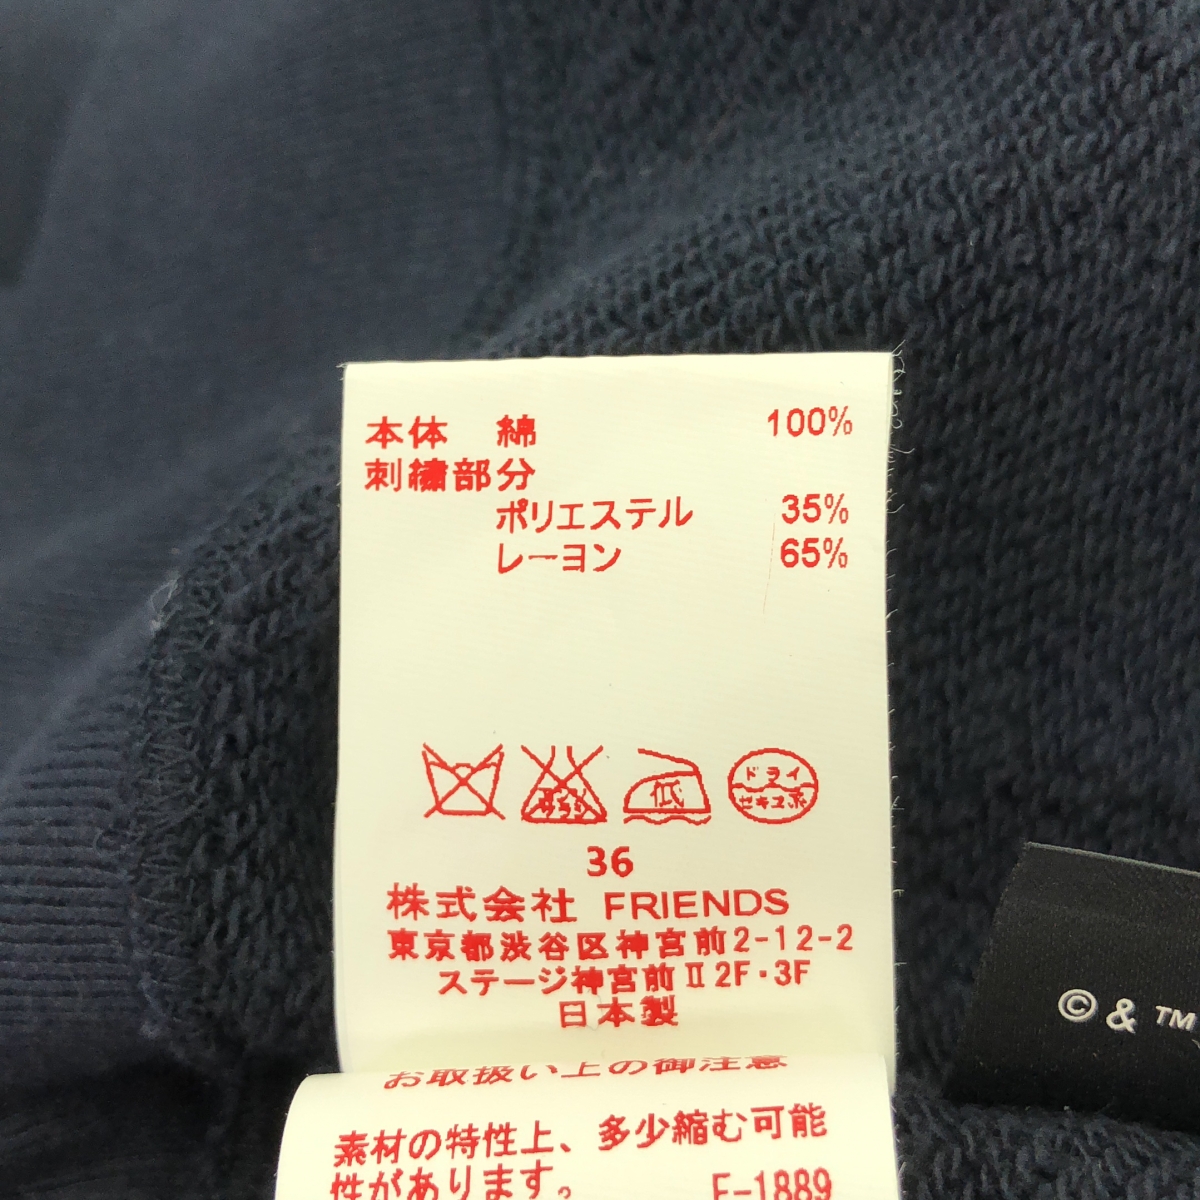 本体 綿 100%
刺繍部分
ポリエステル 35%
レーヨン 65%
低
ドライ
セキユ系
36
株式会社 FRIENDS
東京都渋谷区神宮前2-12-2
ステージ神宮前Ⅱ2F・3F
日本製
お取扱い上の御注意
素材の特性上、多少縮む可能
性があります。 F-1889
© & ™